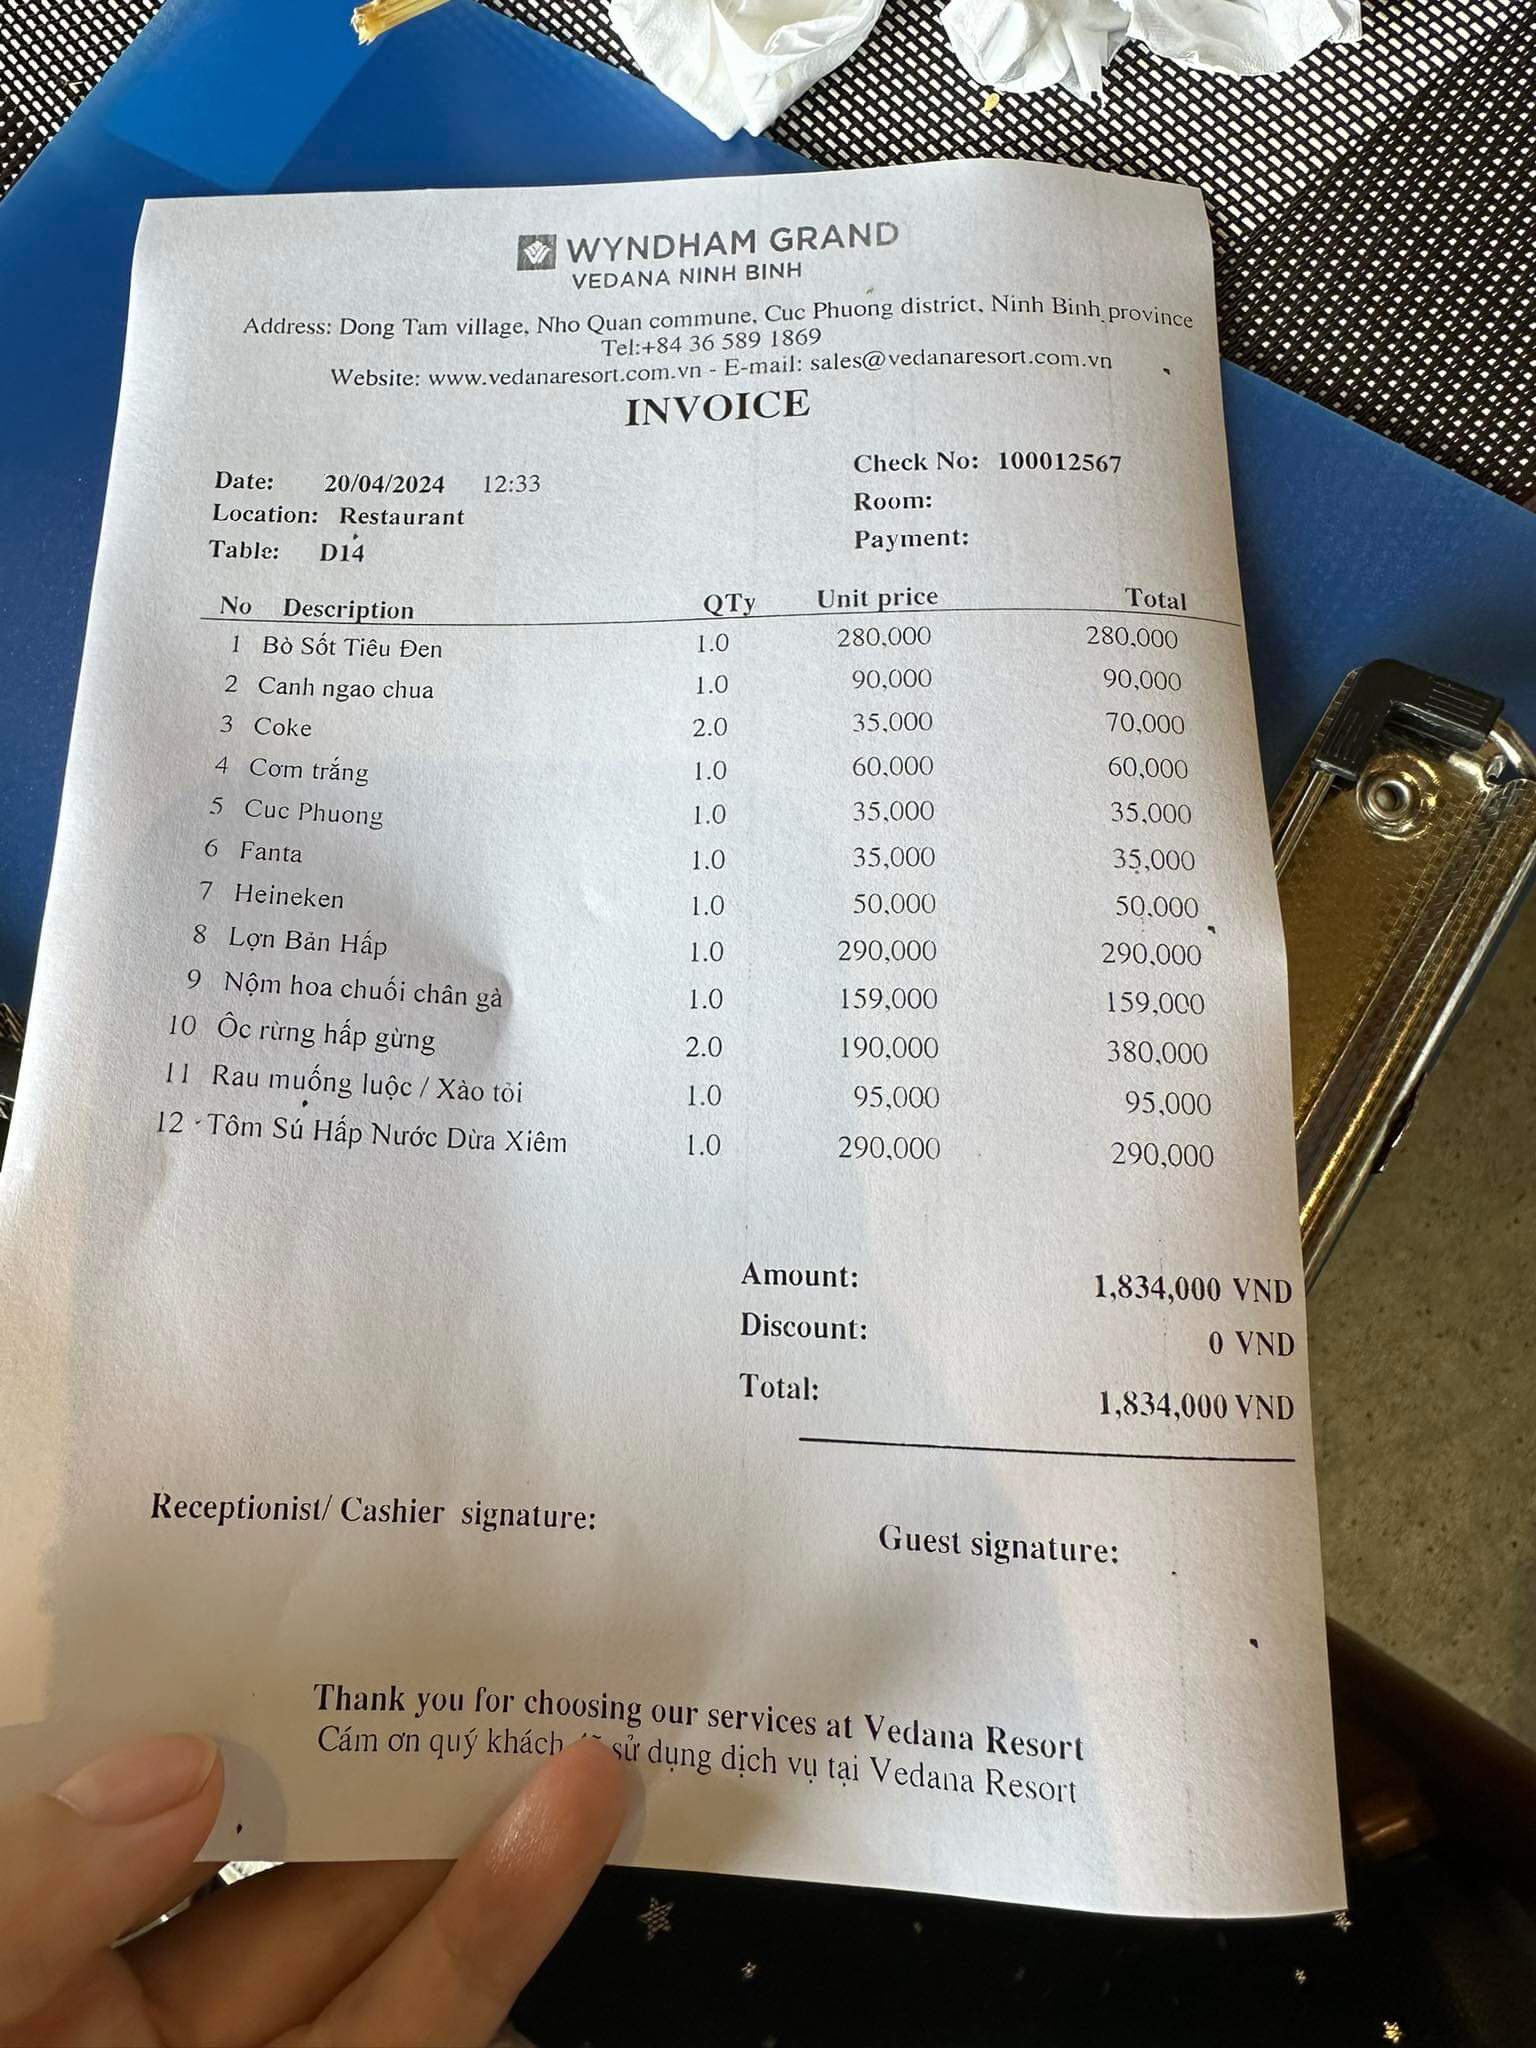 WYNDHAM GRAND
VEDANA NINH BINH
Address: Dong Tam village, Nho Quan commune, Cuc Phuong district, Ninh Binh province
Tel:+84 36 589 1869
Website: www.vedanaresort.com.vn - E-mail: sales@vedanaresort.com.vn
INVOICE
Date: 20/04/2024 12:33
Check No: 100012567
Location: Restaurant
Room:
Table: D14
Payment:
No Description QTy Unit price Total
1 Bò Sốt Tiêu Đen 1.0 280,000 280,000
2 Canh ngao chua 1.0 90,000 90,000
3 Coke 2.0 35,000 70,000
4 Cơm trắng 1.0 60,000 60,000
5 Cuc Phuong 1.0 35,000 35,000
6 Fanta 1.0 35,000 35,000
7 Heineken 1.0 50,000 50,000
8 Lợn Bản Hấp 1.0 290,000 290,000
9 Nộm hoa chuối chân gà 1.0 159,000 159,000
10 Ốc rừng hấp gừng 2.0 190,000 380,000
11 Rau muống luộc / Xào tỏi 1.0 95,000 95,000
12 Tôm Sú Hấp Nước Dừa Xiêm 1.0 290,000 290,000
Amount: 1,834,000 VND
Discount: 0 VND
Total: 1,834,000 VND
Receptionist/ Cashier signature:
Guest signature:
Thank you for choosing our services at Vedana Resort
Cám ơn quý khách sử dụng dịch vụ tại Vedana Resort